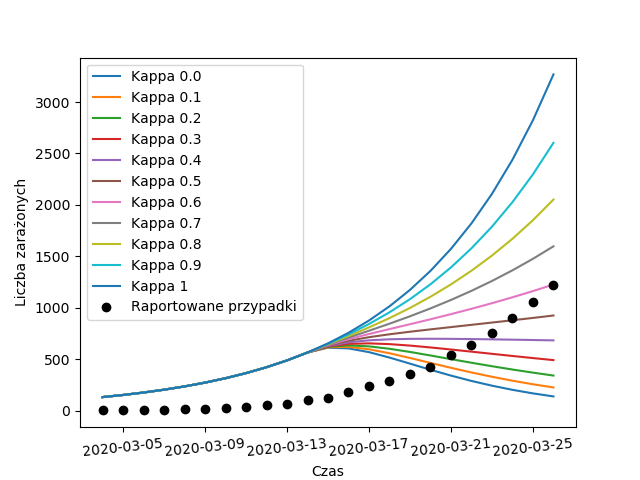 Kappa 0.0
Kappa 0.1
Kappa 0.2
Kappa 0.3
Kappa 0.4
Kappa 0.5
Kappa 0.6
Kappa 0.7
Kappa 0.8
Kappa 0.9
Kappa 1
Raportowane przypadki
3000
2500
2000
1500
1000
500
0
Liczba zarażonych
2020-03-05 2020-03-09 2020-03-13 2020-03-17 2020-03-21 2020-03-25
Czas